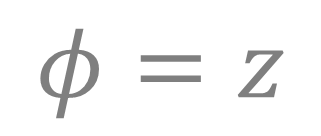 ϕ = z